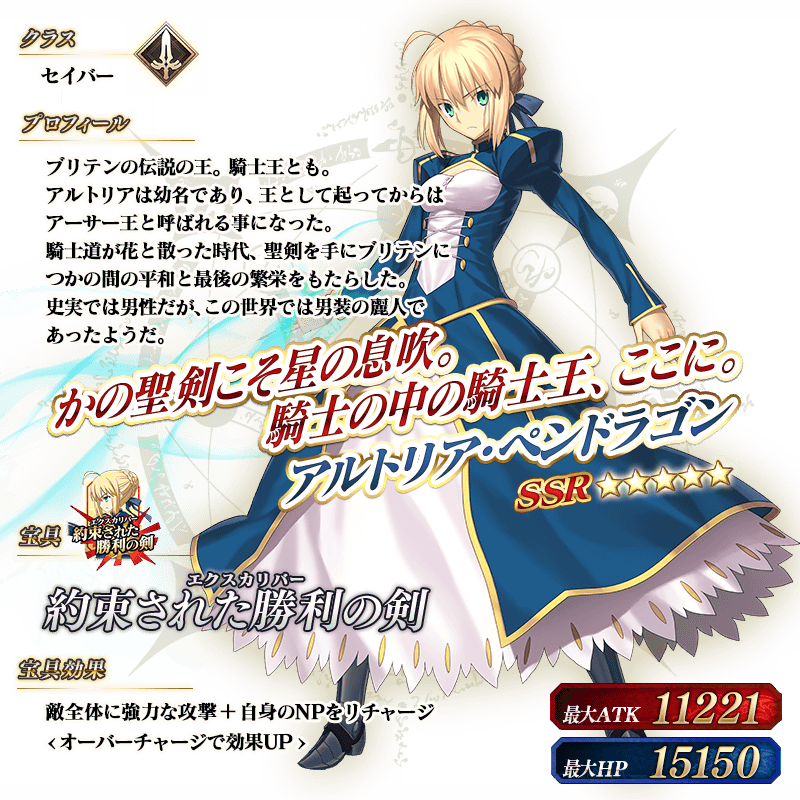 クラス
セイバー
プロフィール
ブリテンの伝説の王。騎士王とも。
アルトリアは幼名であり、王として起ってからは
アーサー王と呼ばれる事になった。
騎士道が花と散った時代、聖剣を手にブリテンに
つかの間の平和と最後の繁栄をもたらした。
史実では男性だが、この世界では男装の麗人で
あったようだ。
かの聖剣こそ星の息吹。
騎士の中の騎士王、ここに。
アルトリア・ペンドラゴン
SSR ★★★★★
宝具
エクスカリバー
約束された
勝利の剣
エクスカリバー
約束された勝利の剣
宝具効果
敵全体に強力な攻撃＋自身のNPをリチャージ
<オーバーチャージで効果UP>
最大ATK 11221
最大HP 15150